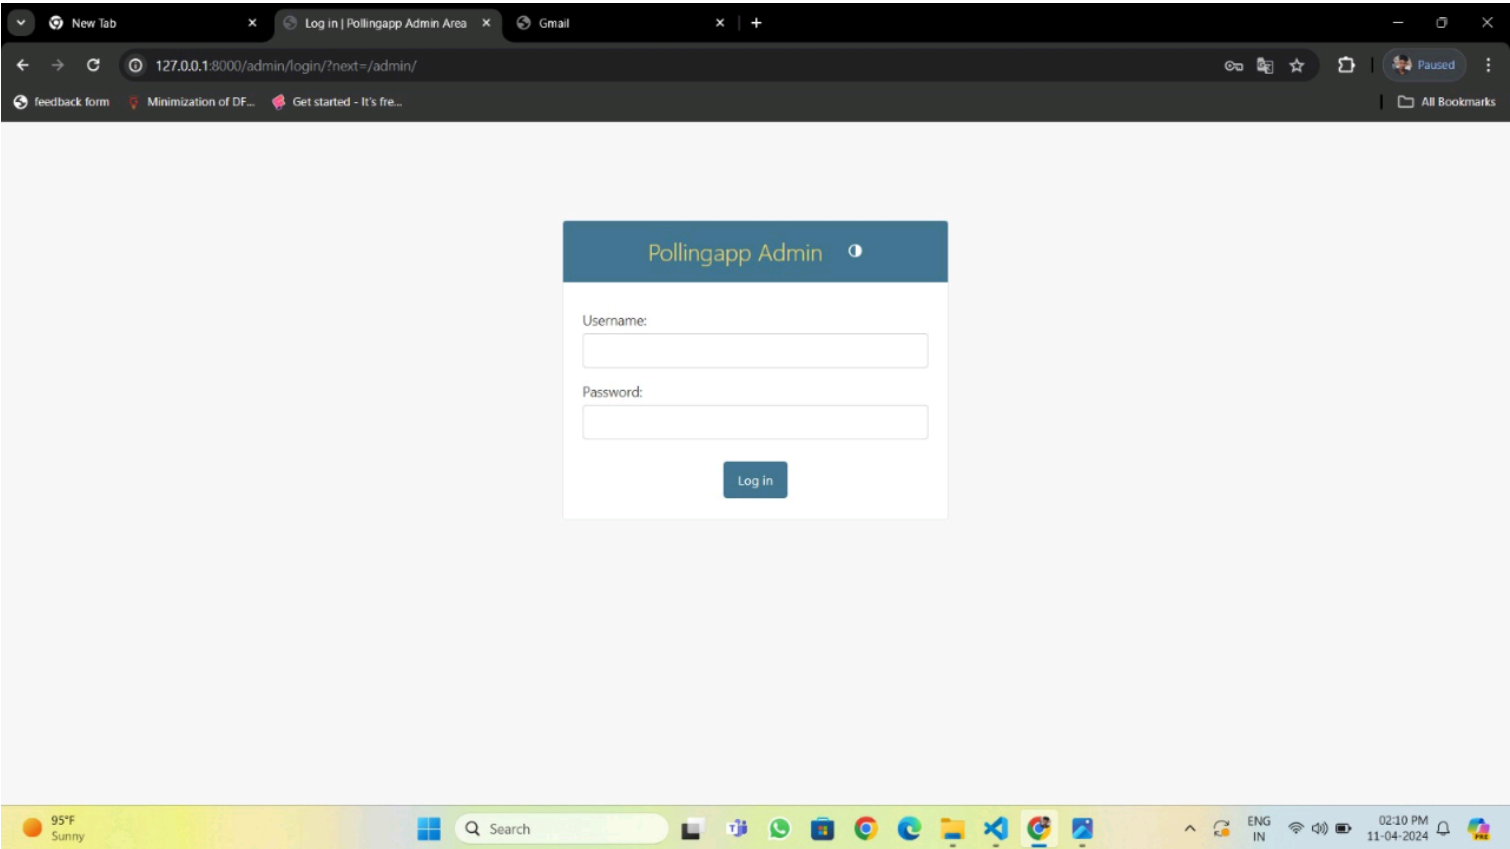 New Tab
Log in | Pollingapp Admin Area
Gmail
127.0.0.1:8000/admin/login/?next=/admin/
Paused
feedback form
Minimization of DF...
Get started - It's fre...
All Bookmarks
Pollingapp Admin
Username:
Password:
Log in
95°F
Sunny
Search
ENG
IN
02:10 PM
11-04-2024
PRE